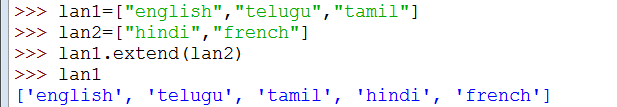 >>> lan1=["english","telugu","tamil"]
>>> lan2=["hindi","french"]
>>> lan1.extend(lan2)
>>> lan1
['english', 'telugu', 'tamil', 'hindi', 'french']